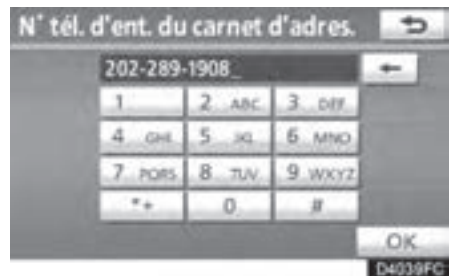 N° tél. d'ent. du carnet d'adres.
202-289-1908_
1 2 ABC 3 DEF
4 GHI 5 JKL 6 MNO
7 PQRS 8 TUV 9 WXYZ
*+ 0 #
OK
D4039FC